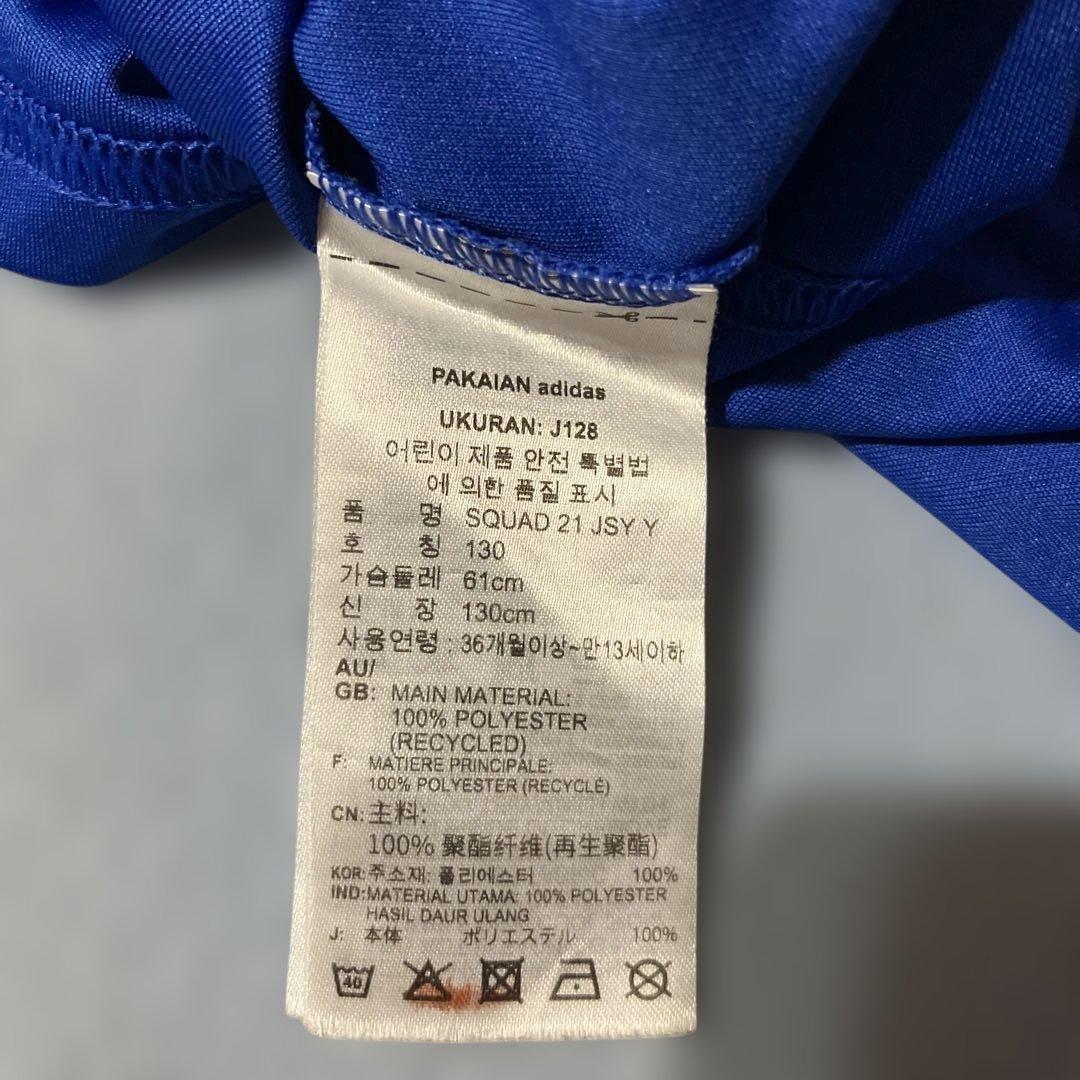 PAKAIAN adidas
UKURAN: J128
어린이 제품 안전 특별법
에 의한 품질 표시
품 명 SQUAD 21 JSY Y
호 칭 130
가슴둘레 61cm
신 장 130cm
사용연령 : 36개월이상~만13세이하
AU/
GB: MAIN MATERIAL:
100% POLYESTER
(RECYCLED)
F: MATIERE PRINCIPALE:
100% POLYESTER (RECYCLÉ)
CN: 主料:
100% 聚酯纤维(再生聚酯)
KOR: 주소재: 폴리에스터 100%
IND: MATERIAL UTAMA: 100% POLYESTER
HASIL DAUR ULANG
J: 本体 ポリエステル 100%
40